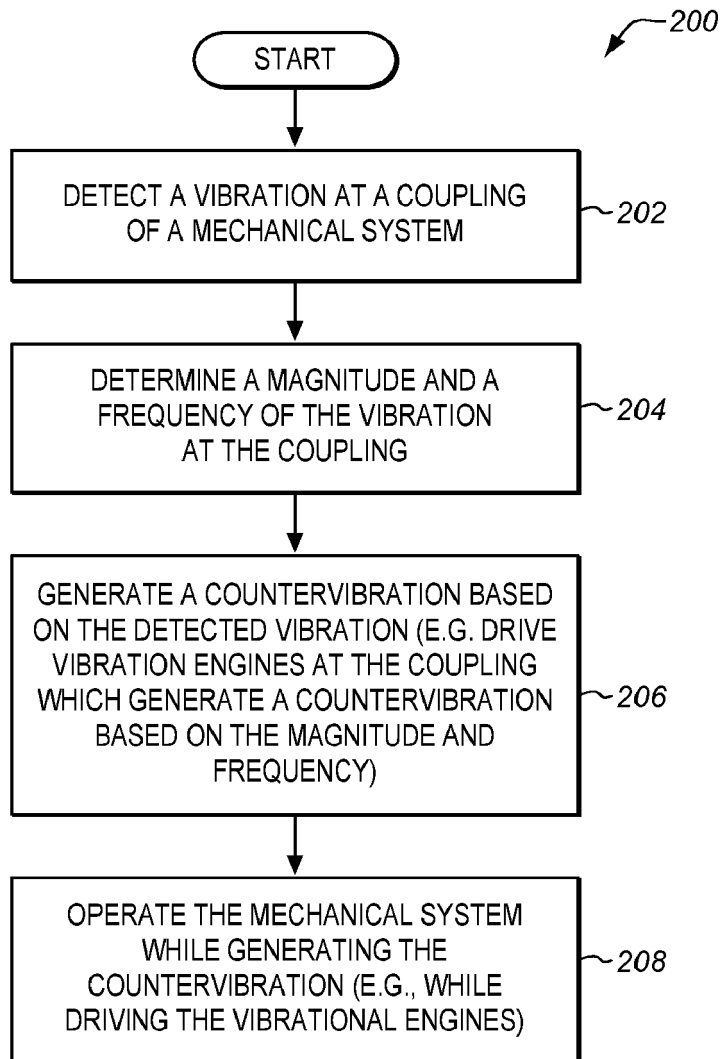 200
START
DETECT A VIBRATION AT A COUPLING
OF A MECHANICAL SYSTEM
202
DETERMINE A MAGNITUDE AND A
FREQUENCY OF THE VIBRATION
AT THE COUPLING
204
GENERATE A COUNTERVIBRATION BASED
ON THE DETECTED VIBRATION (E.G. DRIVE
VIBRATION ENGINES AT THE COUPLING
WHICH GENERATE A COUNTERVIBRATION
BASED ON THE MAGNITUDE AND
FREQUENCY)
206
OPERATE THE MECHANICAL SYSTEM
WHILE GENERATING THE
COUNTERVIBRATION (E.G., WHILE
DRIVING THE VIBRATIONAL ENGINES)
208